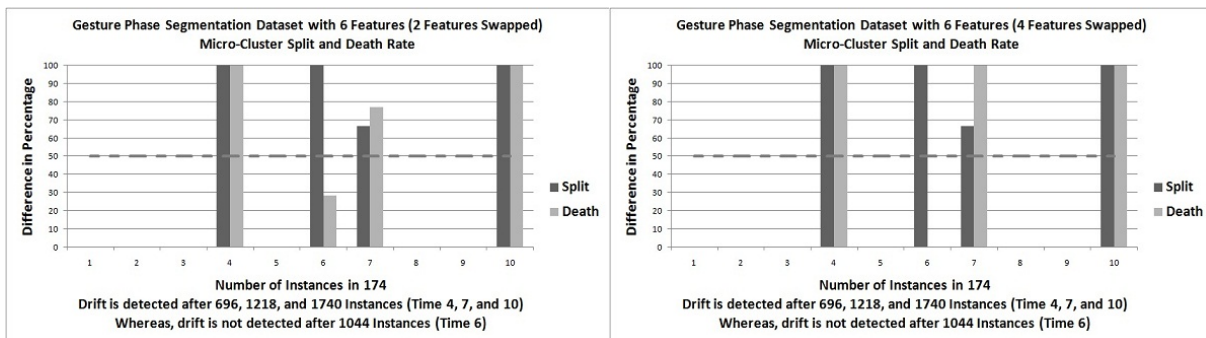 Gesture Phase Segmentation Dataset with 6 Features (2 Features Swapped)
Micro-Cluster Split and Death Rate
Difference in Percentage
100
90
80
70
60
50
40
30
20
10
0
1 2 3 4 5 6 7 8 9 10
Split
Death
Number of Instances in 174
Drift is detected after 696, 1218, and 1740 Instances (Time 4, 7, and 10)
Whereas, drift is not detected after 1044 Instances (Time 6)
Gesture Phase Segmentation Dataset with 6 Features (4 Features Swapped)
Micro-Cluster Split and Death Rate
Difference in Percentage
100
90
80
70
60
50
40
30
20
10
0
1 2 3 4 5 6 7 8 9 10
Split
Death
Number of Instances in 174
Drift is detected after 696, 1218, and 1740 Instances (Time 4, 7, and 10)
Whereas, drift is not detected after 1044 Instances (Time 6)